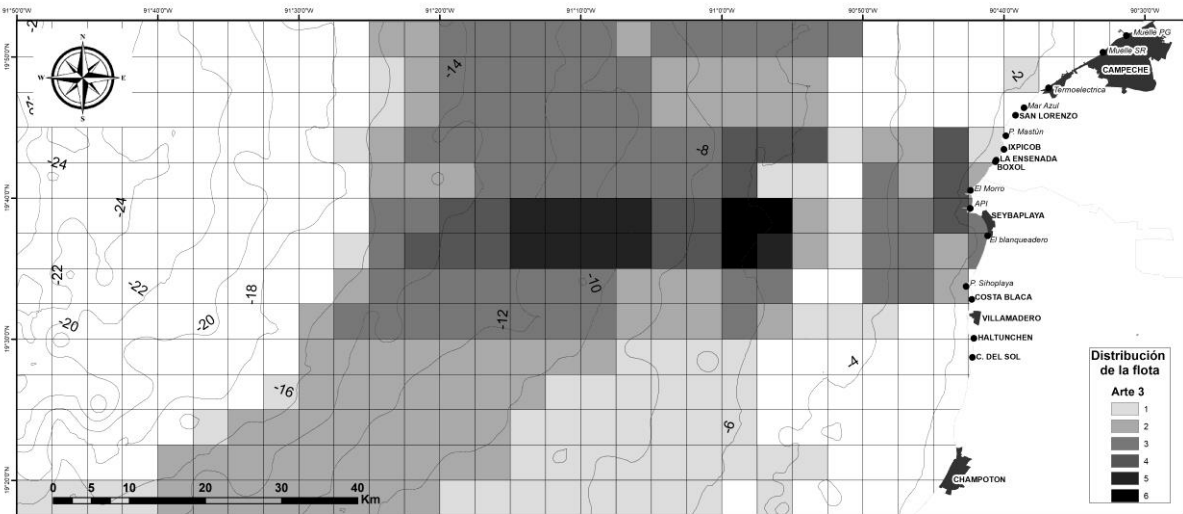 91°50'0"W 91°40'0"W 91°30'0"W 91°20'0"W 91°10'0"W 91°0'0"W 90°50'0"W 90°40'0"W 90°30'0"W
19°50'0"N
19°40'0"N
19°30'0"N
19°20'0"N
N
W E
S
-14
-2
-8
-24
-24
-22
-22
-20
-20
-18
-16
-12
-10
-6
-4
Muelle PG
Muelle SR
CAMPECHE
Termoelectrica
Mar Azul
SAN LORENZO
P. Mastún
IXPICOB
LA ENSENADA
BOXOL
El Morro
API
SEYBAPLAYA
El blanqueadero
P. Sihoplaya
COSTA BLACA
VILLAMADERO
HALTUNCHEN
C. DEL SOL
CHAMPOTON
Distribución
de la flota
Arte 3
1
2
3
4
5
6
0 5 10 20 30 40
Km